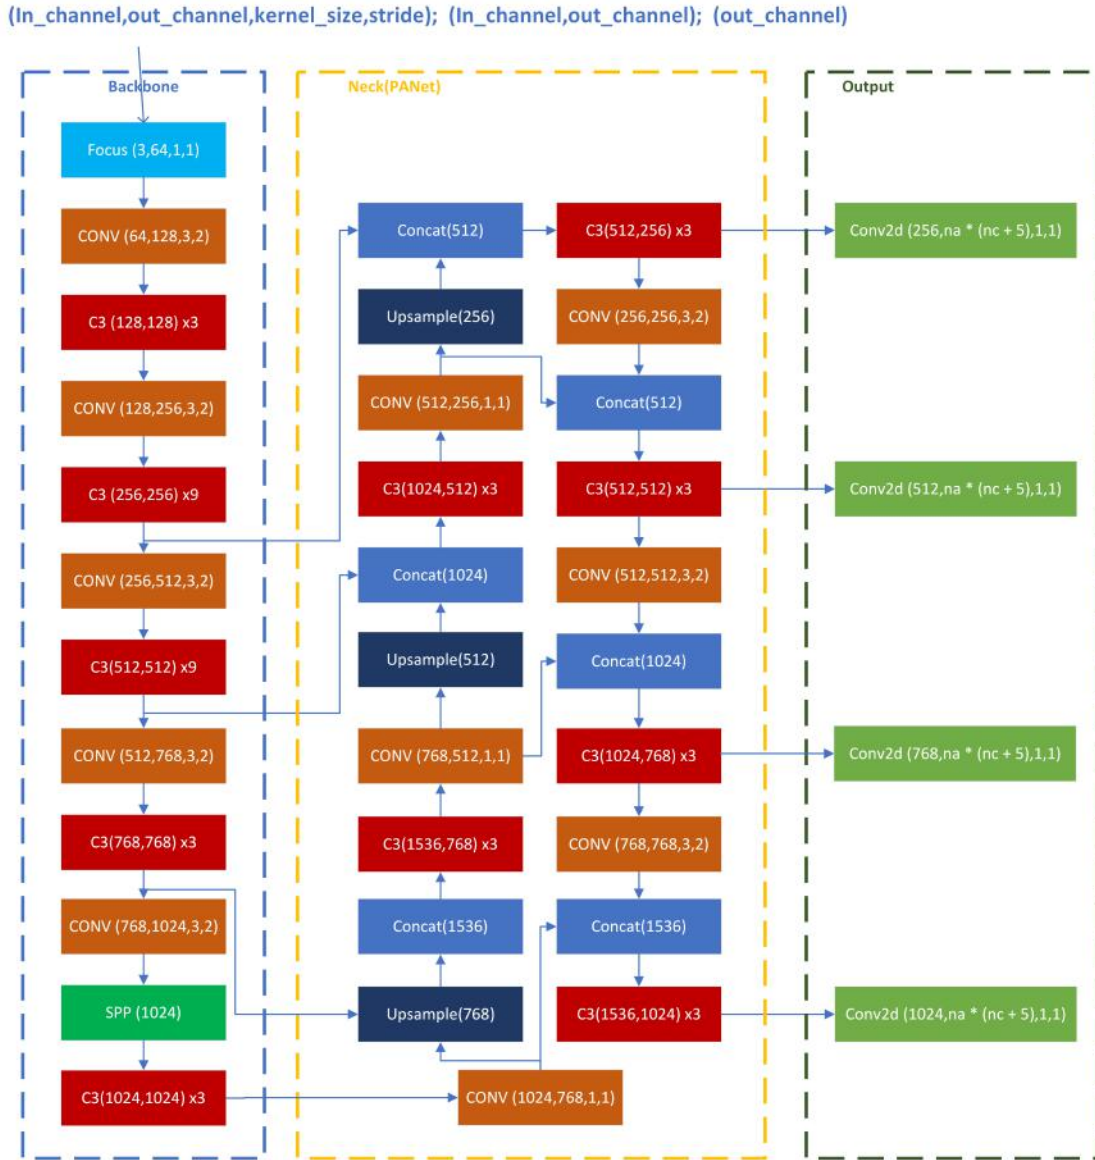 (In_channel,out_channel,kernel_size,stride); (In_channel,out_channel); (out_channel)
Backbone
Focus (3,64,1,1)
CONV (64,128,3,2)
C3 (128,128) x3
CONV (128,256,3,2)
C3 (256,256) x9
CONV (256,512,3,2)
C3(512,512) x9
CONV (512,768,3,2)
C3(768,768) x3
CONV (768,1024,3,2)
SPP (1024)
C3(1024,1024) x3
Neck(PANet)
Concat(512)
Upsample(256)
CONV (512,256,1,1)
C3(1024,512) x3
Concat(1024)
Upsample(512)
CONV (768,512,1,1)
C3(1536,768) x3
Concat(1536)
Upsample(768)
CONV (1024,768,1,1)
C3(512,256) x3
CONV (256,256,3,2)
Concat(512)
C3(512,512) x3
CONV (512,512,3,2)
Concat(1024)
C3(1024,768) x3
CONV (768,768,3,2)
Concat(1536)
C3(1536,1024) x3
Output
Conv2d (256,na * (nc + 5),1,1)
Conv2d (512,na * (nc + 5),1,1)
Conv2d (768,na * (nc + 5),1,1)
Conv2d (1024,na * (nc + 5),1,1)